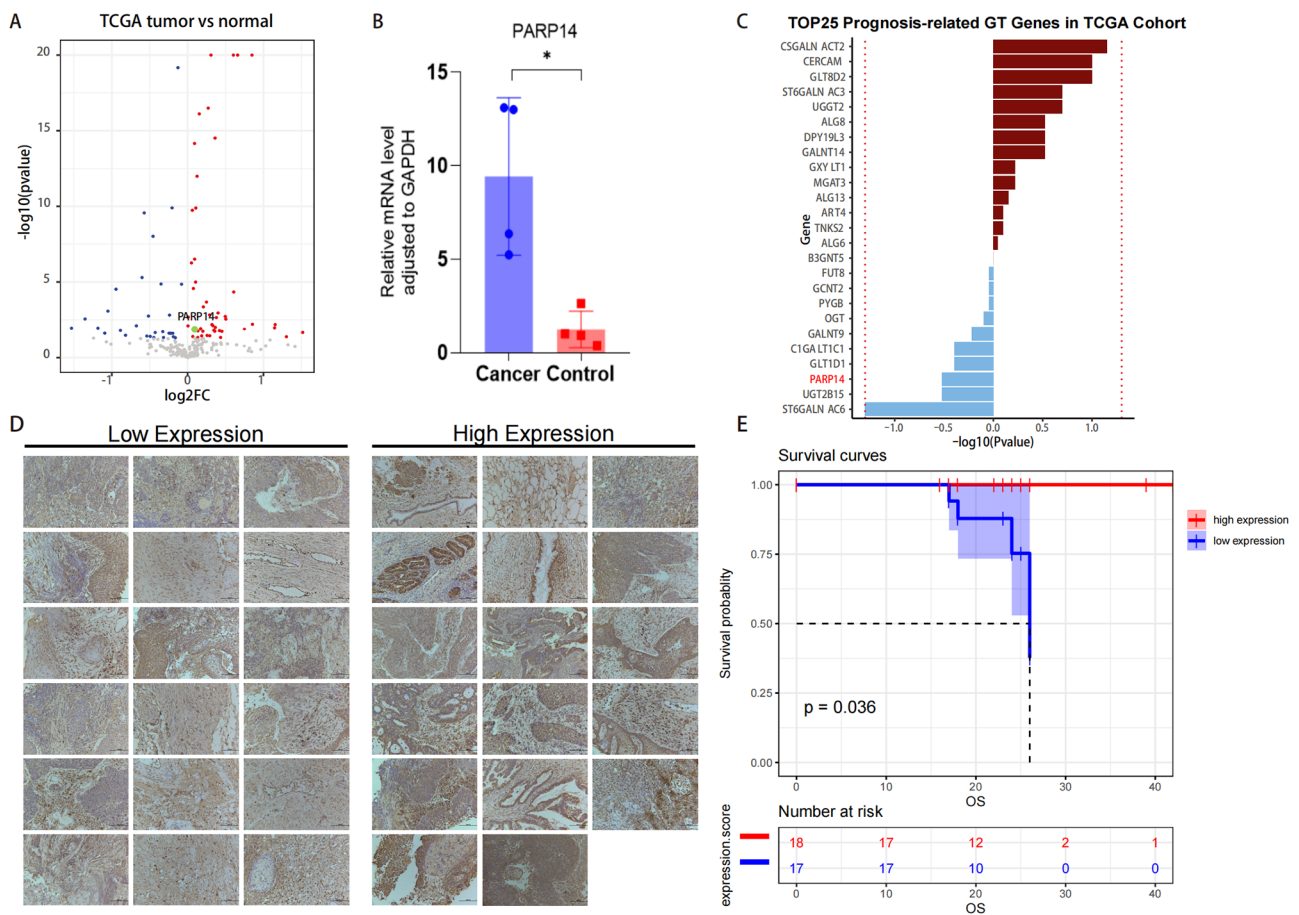 A
TCGA tumor vs normal
20
15
10
5
0
-log10(pvalue)
PARP14
-1
0
1
log2FC
B
PARP14
*
15
10
5
0
Relative mRNA level
adjusted to GAPDH
Cancer Control
C
TOP25 Prognosis-related GT Genes in TCGA Cohort
CSGALN ACT2
CERCAM
GLT8D2
ST6GALN AC3
UGGT2
ALG8
DPY19L3
GALNT14
GXY LT1
MGAT3
ALG13
ART4
TNKS2
ALG6
B3GNT5
FUT8
GCNT2
PYGB
OGT
GALNT9
C1GA LT1C1
GLT1D1
PARP14
UGT2B15
ST6GALN AC6
Gene
−1.0
−0.5
0.0
0.5
1.0
−log10(Pvalue)
D
Low Expression
High Expression
E
Survival curves
1.00
0.75
0.50
0.25
0.00
Survival probablity
p = 0.036
0
10
20
30
40
OS
high expression
low expression
Number at risk
expression.score
18 17 12 2 1
17 17 10 0 0
0
10
20
30
40
OS